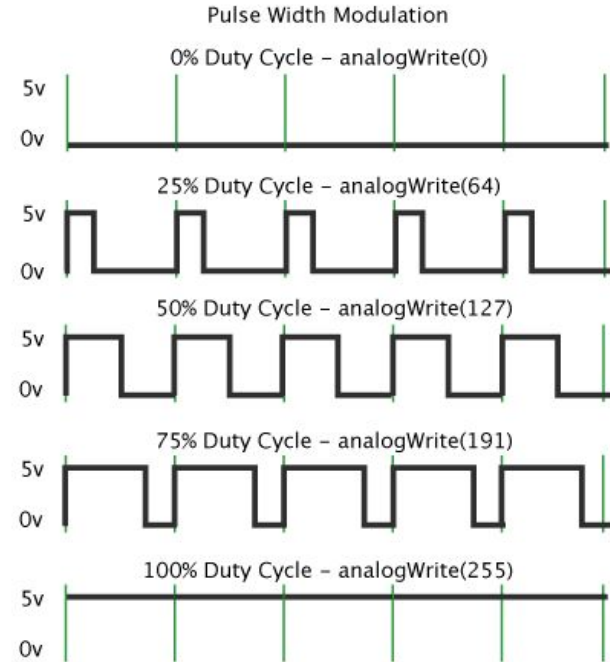 Pulse Width Modulation
0% Duty Cycle – analogWrite(0)
5v
0v
25% Duty Cycle – analogWrite(64)
5v
0v
50% Duty Cycle – analogWrite(127)
5v
0v
75% Duty Cycle – analogWrite(191)
5v
0v
100% Duty Cycle – analogWrite(255)
5v
0v